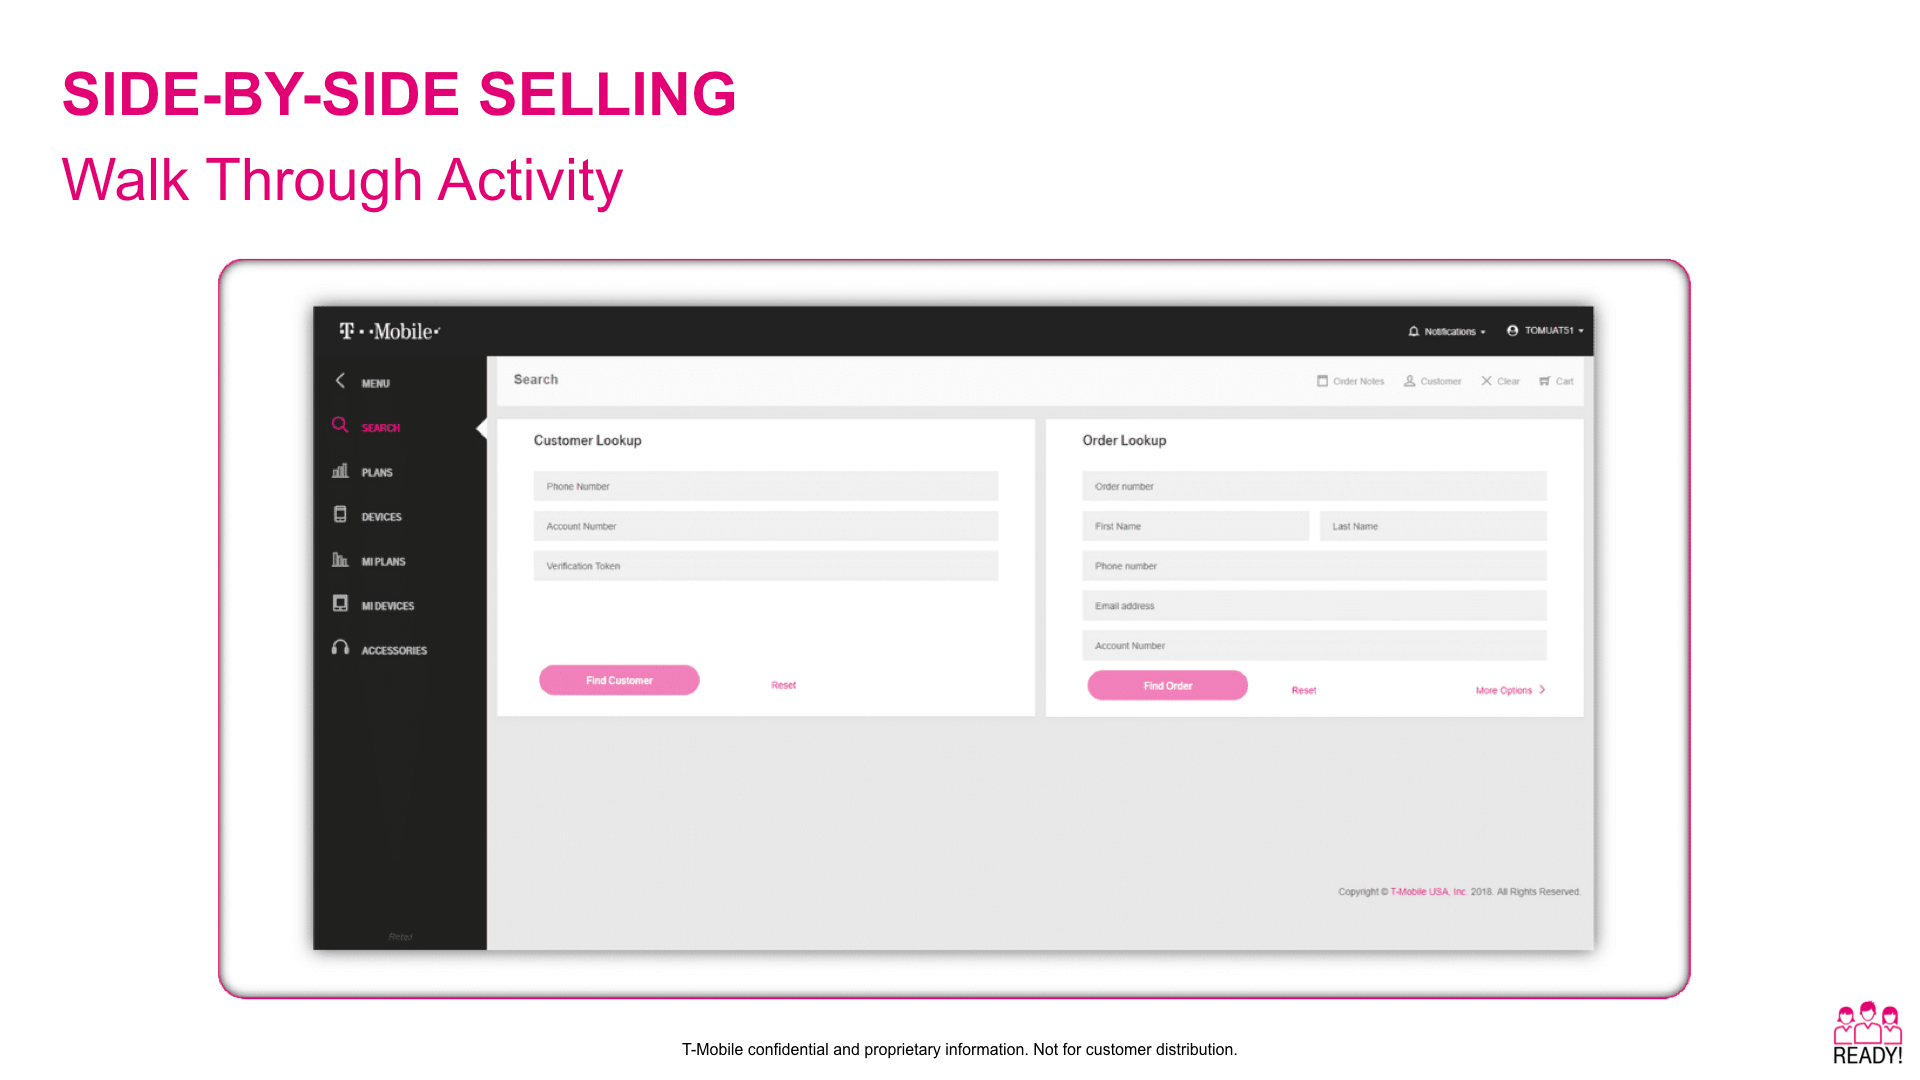 SIDE-BY-SIDE SELLING
Walk Through Activity
T··Mobile·
Notifications
TOMUAT51
MENU
SEARCH
PLANS
DEVICES
MI PLANS
MI DEVICES
ACCESSORIES
Retail
Search
Order Notes
Customer
Clear
Cart
Customer Lookup
Phone Number
Account Number
Verification Token
Find Customer
Reset
Order Lookup
Order number
First Name
Last Name
Phone number
Email address
Account Number
Find Order
Reset
More Options
Copyright © T-Mobile USA, Inc. 2018. All Rights Reserved.
T-Mobile confidential and proprietary information. Not for customer distribution.
READY!